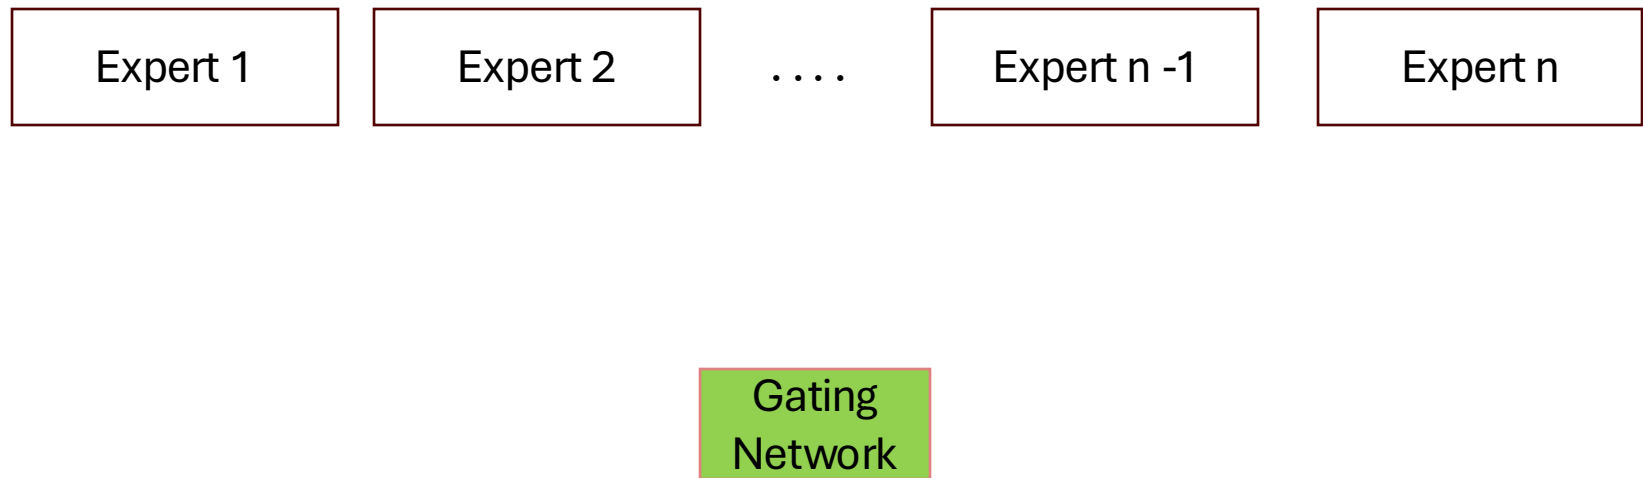 Expert 1
Expert 2
....
Expert n -1
Expert n
Gating
Network